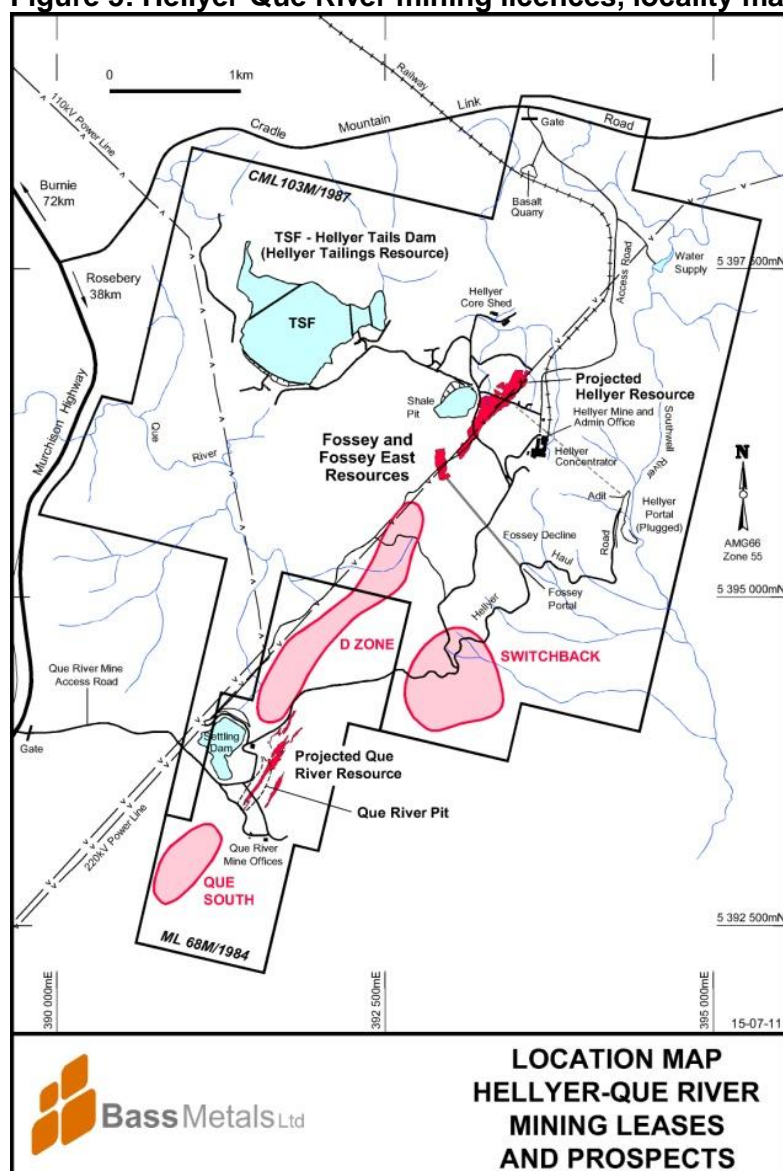 Figure 3: Hellyer-Que River mining licences, locality ma
0
1km
Railway
110kV Power Line
Cradle Mountain Link Road
Gate
Burnie
72km
CML103M/1987
Basalt
Quarry
TSF - Hellyer Tails Dam
(Hellyer Tailings Resource)
Access Road
Water
Supply
5 397 500mN
Rosebery
38km
Hellyer
Core Shed
TSF
Murchison Highway
Projected
Hellyer Resource
Shale
Pit
Hellyer Mine and
Admin Office
Que
River
Fossey and
Fossey East
Resources
Hellyer
Concentrator
Southwell
River
N
Adit
Hellyer
Portal
(Plugged)
AMG66
Zone 55
Fossey Decline
Haul
Road
Fossey
Portal
5 395 000mN
Hellyer
D ZONE
SWITCHBACK
Que River Mine
Access Road
Gate
Settling
Dam
Projected Que
River Resource
Que River Pit
220kV Power Line
Que River
Mine Offices
QUE
SOUTH
5 392 500mN
ML 68M/1984
390 000mE
392 500mE
395 000mE
15-07-11
BassMetals Ltd
LOCATION MAP
HELLYER-QUE RIVER
MINING LEASES
AND PROSPECTS